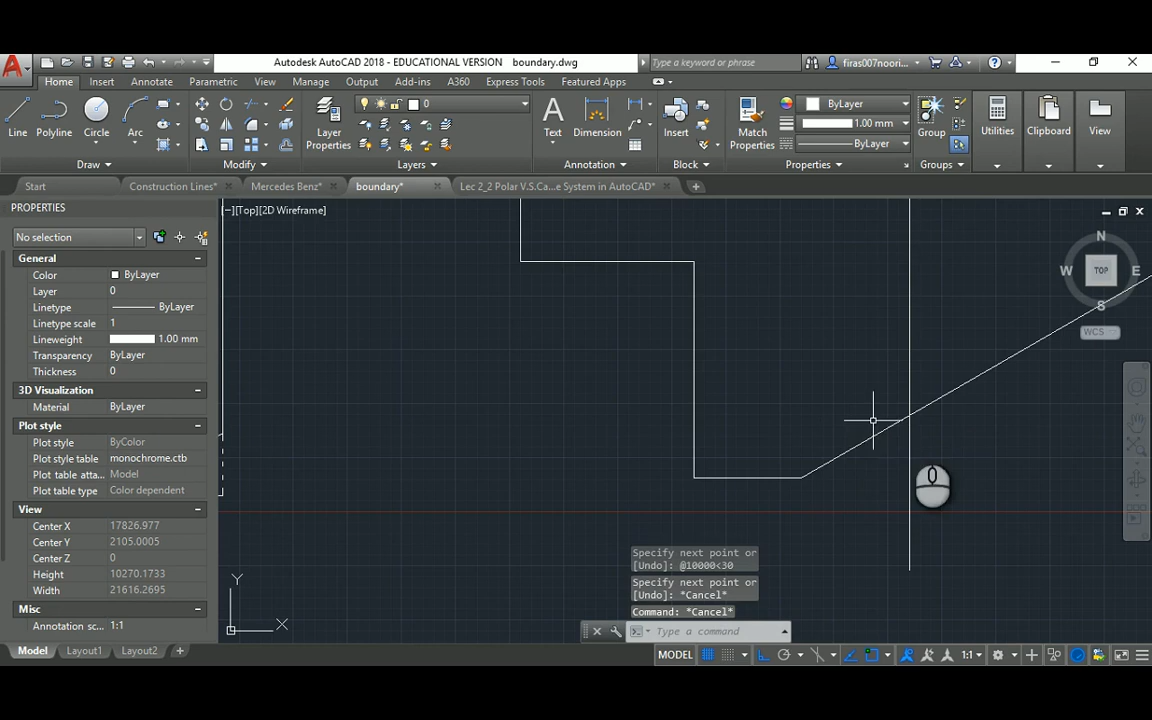 Autodesk AutoCAD 2018 - EDUCATIONAL VERSION boundary.dwg
Type a keyword or phrase
firas007noori...
Home Insert Annotate Parametric View Manage Output Add-ins A360 Express Tools Featured Apps
Line Polyline Circle Arc
Layer Properties
0
Text Dimension
Insert
Match Properties
ByLayer
1.00 mm
ByLayer
Group
Utilities Clipboard View
Draw Modify Layers Annotation Block Properties Groups
Start Construction Lines* Mercedes Benz* boundary* Lec 2_2 Polar V.S.Ca...e System in AutoCAD*
PROPERTIES
[−][Top][2D Wireframe]
No selection
General
Color ByLayer
Layer 0
Linetype ByLayer
Linetype scale 1
Lineweight 1.00 mm
Transparency ByLayer
Thickness 0
3D Visualization
Material ByLayer
Plot style
Plot style ByColor
Plot style table monochrome.ctb
Plot table atta... Model
Plot table type Color dependent
View
Center X 17826.977
Center Y 2105.0005
Center Z 0
Height 10270.1733
Width 21616.2695
Misc
Annotation sc... 1:1
N
W TOP E
S
WCS
Y
X
Specify next point or
[Undo]: @10000<30
Specify next point or
[Undo]: *Cancel*
Command: *Cancel*
Type a command
Model Layout1 Layout2
MODEL
1:1